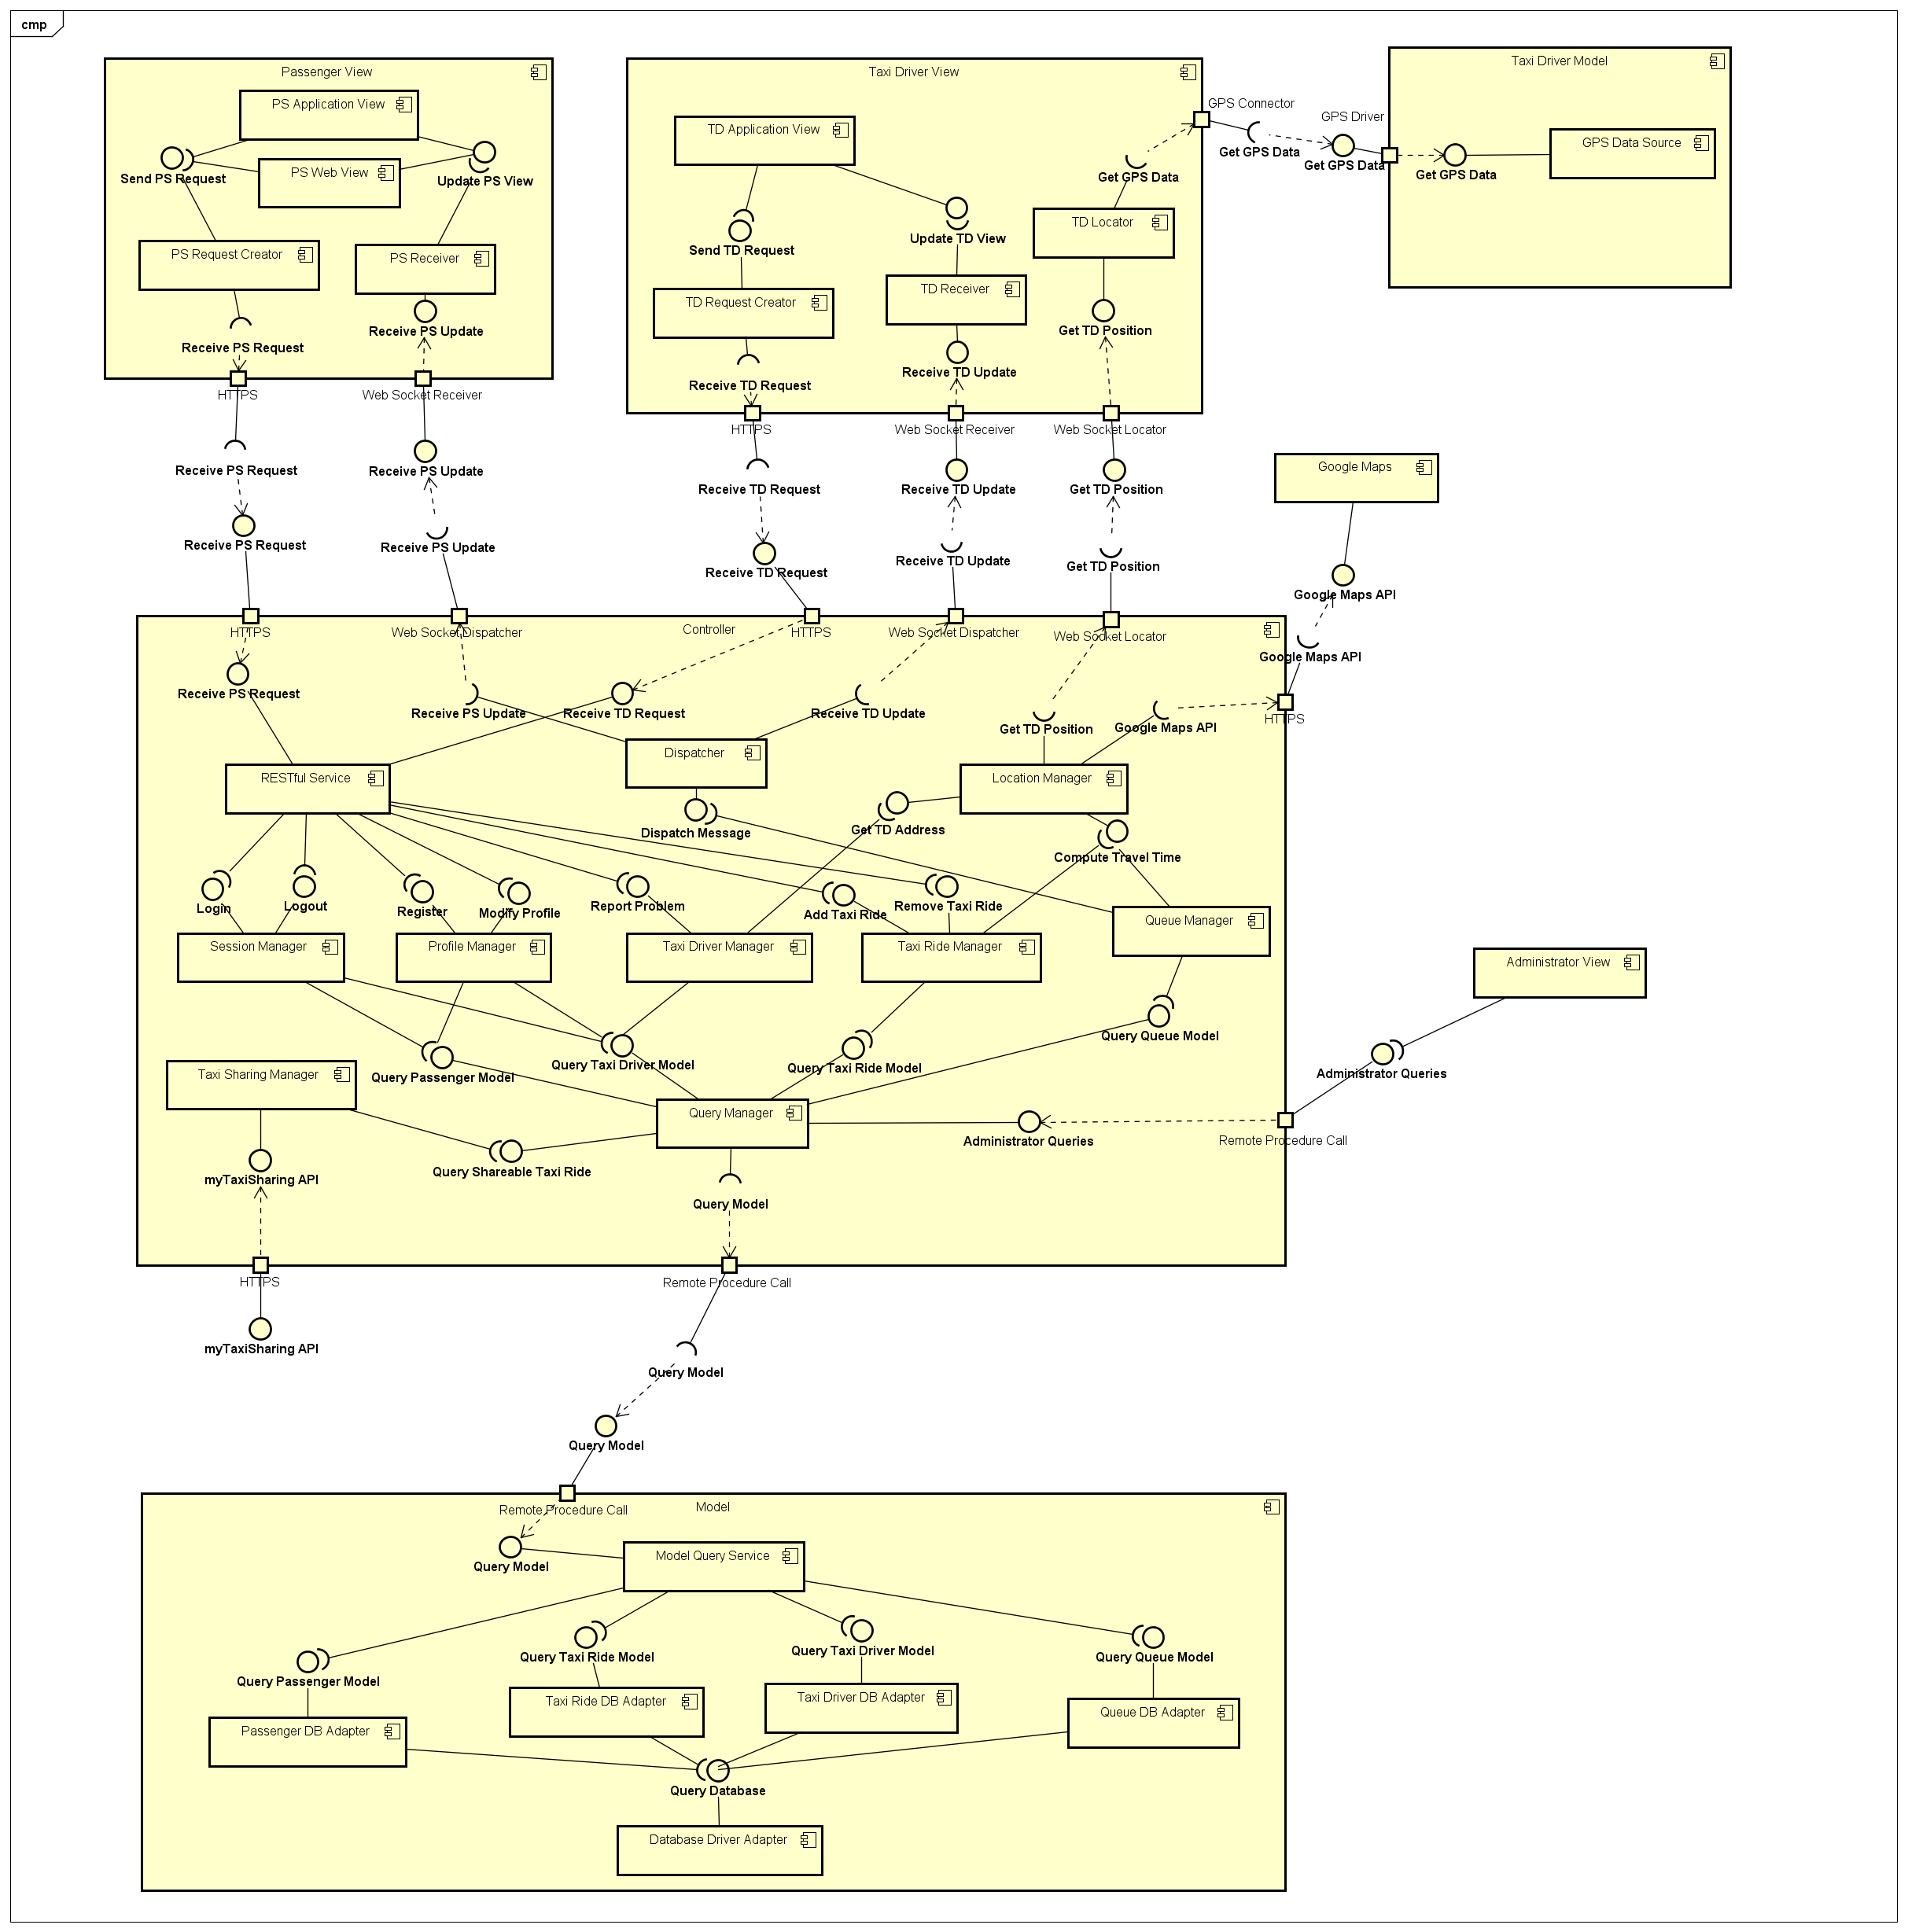 cmp
Passenger View
PS Application View
Send PS Request
PS Web View
Update PS View
PS Request Creator
PS Receiver
Receive PS Update
Receive PS Request
HTTPS
Web Socket Receiver
Taxi Driver View
TD Application View
Get GPS Data
Send TD Request
Update TD View
TD Locator
TD Request Creator
TD Receiver
Get TD Position
Receive TD Update
Receive TD Request
HTTPS
Web Socket Receiver
Web Socket Locator
GPS Connector
Get GPS Data
GPS Driver
Get GPS Data
Taxi Driver Model
GPS Data Source
Get GPS Data
Receive PS Request
Receive PS Update
Receive TD Request
Receive TD Update
Get TD Position
Google Maps
Receive PS Request
Receive PS Update
Receive TD Request
Receive TD Update
Get TD Position
Google Maps API
Google Maps API
HTTPS
Web Socket Dispatcher
Controller
HTTPS
Web Socket Dispatcher
Web Socket Locator
Receive PS Request
Receive PS Update
Receive TD Request
Receive TD Update
Get TD Position
Google Maps API
HTTPS
Dispatcher
RESTful Service
Location Manager
Dispatch Message
Get TD Address
Compute Travel Time
Login
Logout
Register
Modify Profile
Report Problem
Add Taxi Ride
Remove Taxi Ride
Queue Manager
Session Manager
Profile Manager
Taxi Driver Manager
Taxi Ride Manager
Administrator View
Query Queue Model
Query Passenger Model
Query Taxi Driver Model
Query Taxi Ride Model
Administrator Queries
Taxi Sharing Manager
Query Manager
Administrator Queries
Remote Procedure Call
myTaxiSharing API
Query Shareable Taxi Ride
Query Model
HTTPS
Remote Procedure Call
myTaxiSharing API
Query Model
Query Model
Remote Procedure Call
Model
Query Model
Model Query Service
Query Passenger Model
Query Taxi Ride Model
Query Taxi Driver Model
Query Queue Model
Passenger DB Adapter
Taxi Ride DB Adapter
Taxi Driver DB Adapter
Queue DB Adapter
Query Database
Database Driver Adapter